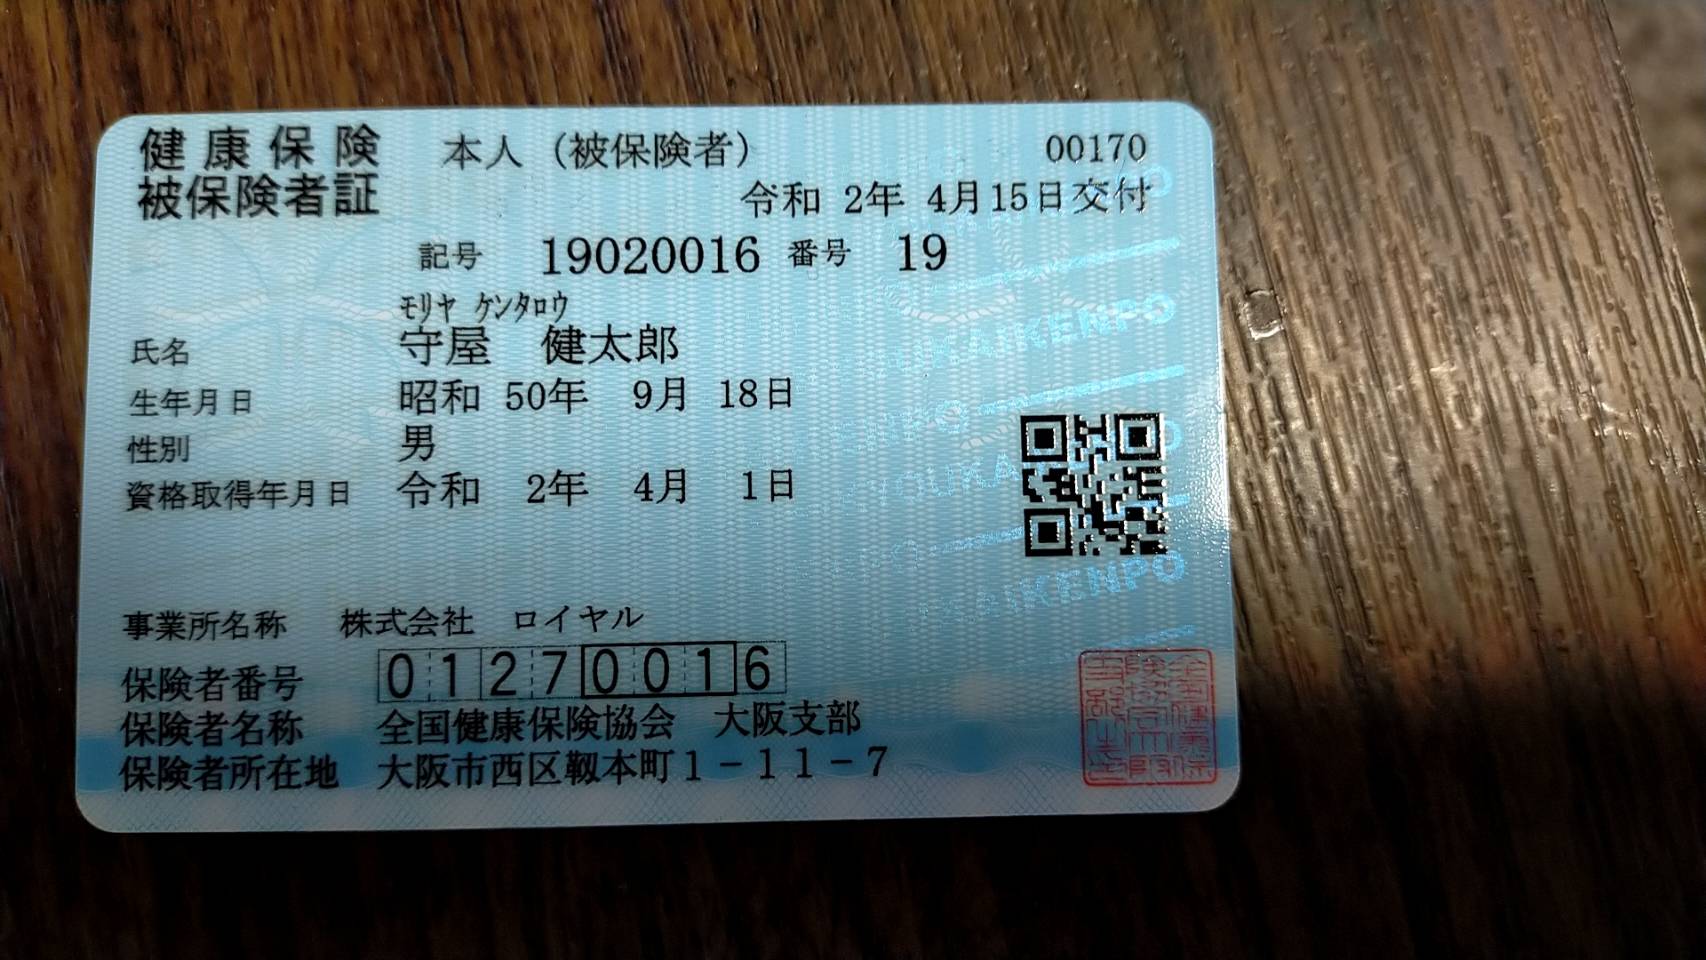 健康保険 本人（被保険者） 00170
被保険者証 令和 2年 4月15日交付
記号 19020016 番号 19
ﾓﾘﾔ ｹﾝﾀﾛｳ
氏名 守屋 健太郎
生年月日 昭和 50年 9月 18日
性別 男
資格取得年月日 令和 2年 4月 1日
事業所名称 株式会社 ロイヤル
保険者番号 01270016
保険者名称 全国健康保険協会 大阪支部
保険者所在地 大阪市西区靱本町１－１１－７
KYOUKAIKENPO